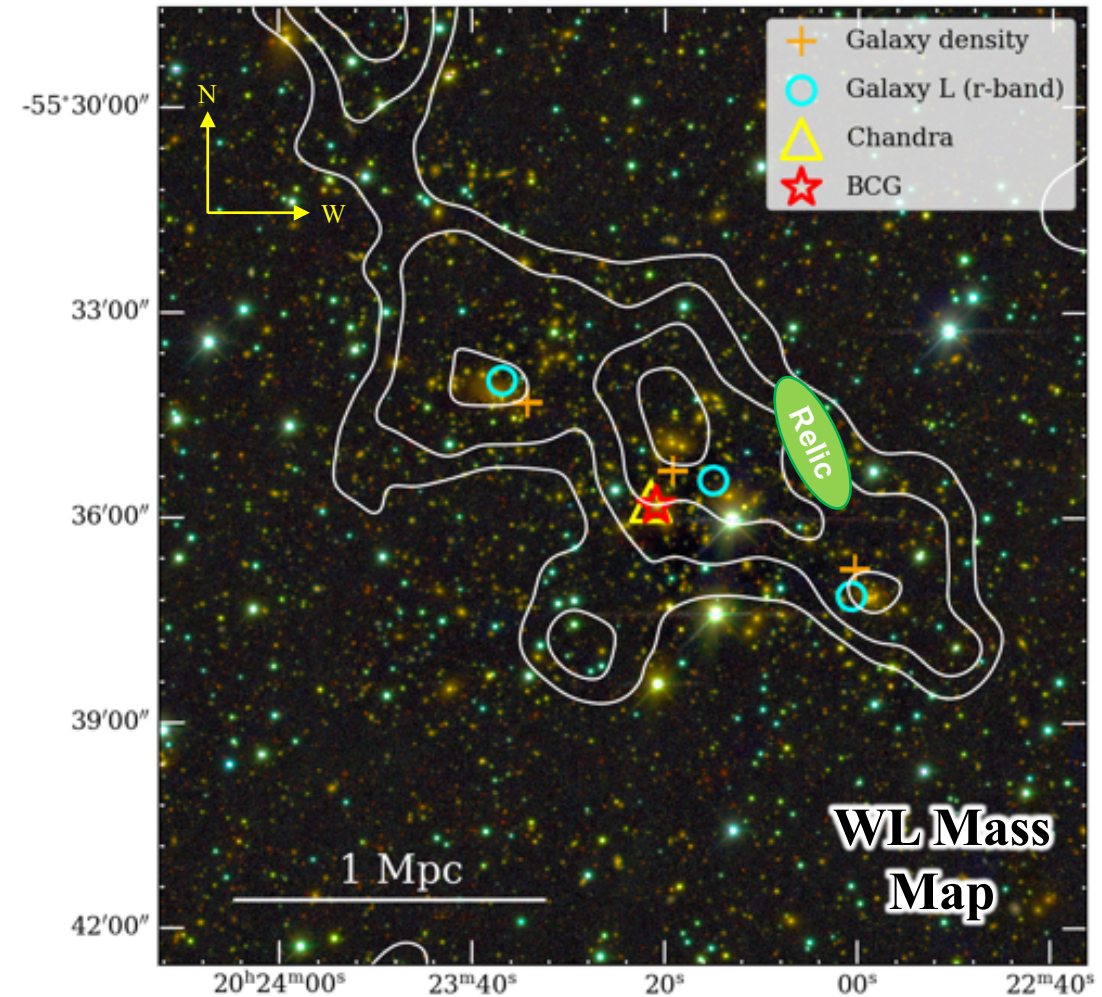 Galaxy density
Galaxy L (r-band)
Chandra
BCG
N
W
-55°30′00″
33′00″
36′00″
39′00″
42′00″
Relic
WL Mass
Map
1 Mpc
20ʰ24ᵐ00ˢ
23ᵐ40ˢ
20ˢ
00ˢ
22ᵐ40ˢ